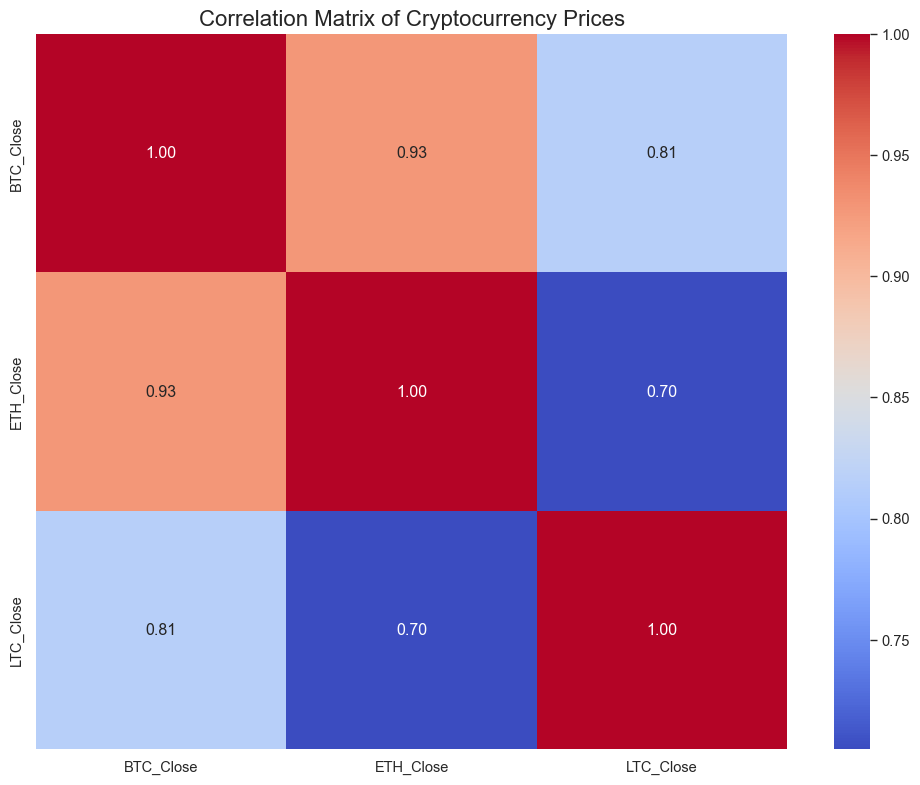 Correlation Matrix of Cryptocurrency Prices
BTC_Close
1.00
0.93
0.81
ETH_Close
0.93
1.00
0.70
LTC_Close
0.81
0.70
1.00
BTC_Close
ETH_Close
LTC_Close
1.00
0.95
0.90
0.85
0.80
0.75